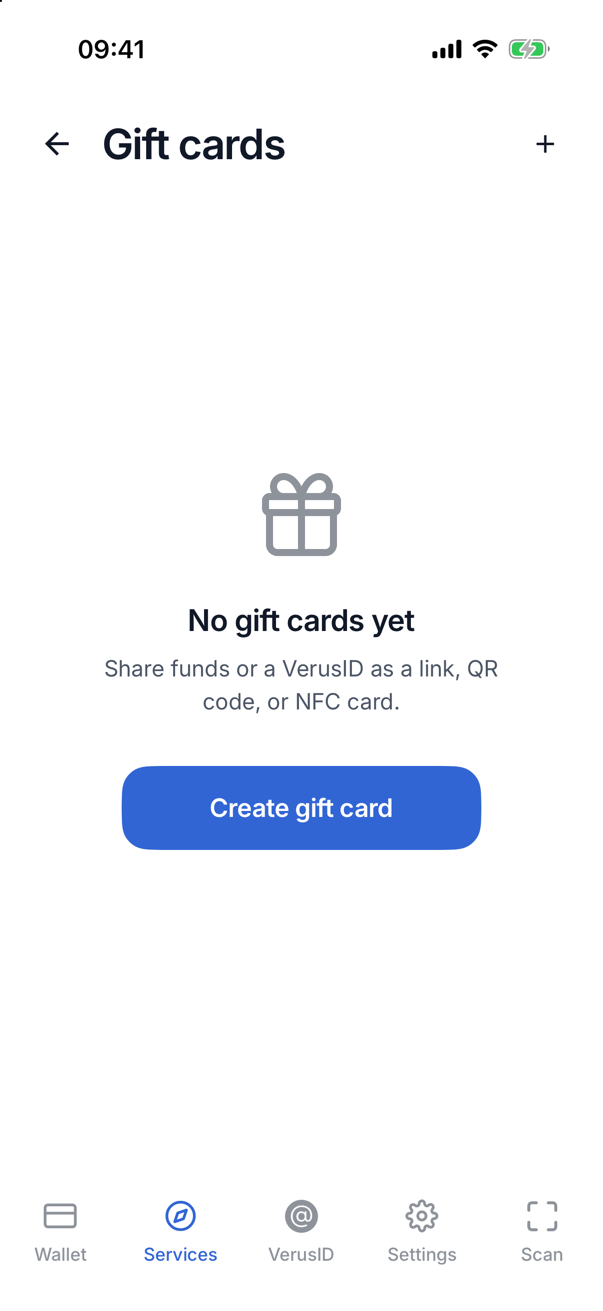 09:41
Gift cards
No gift cards yet
Share funds or a VerusID as a link, QR
code, or NFC card.
Create gift card
Wallet
Services
VerusID
Settings
Scan